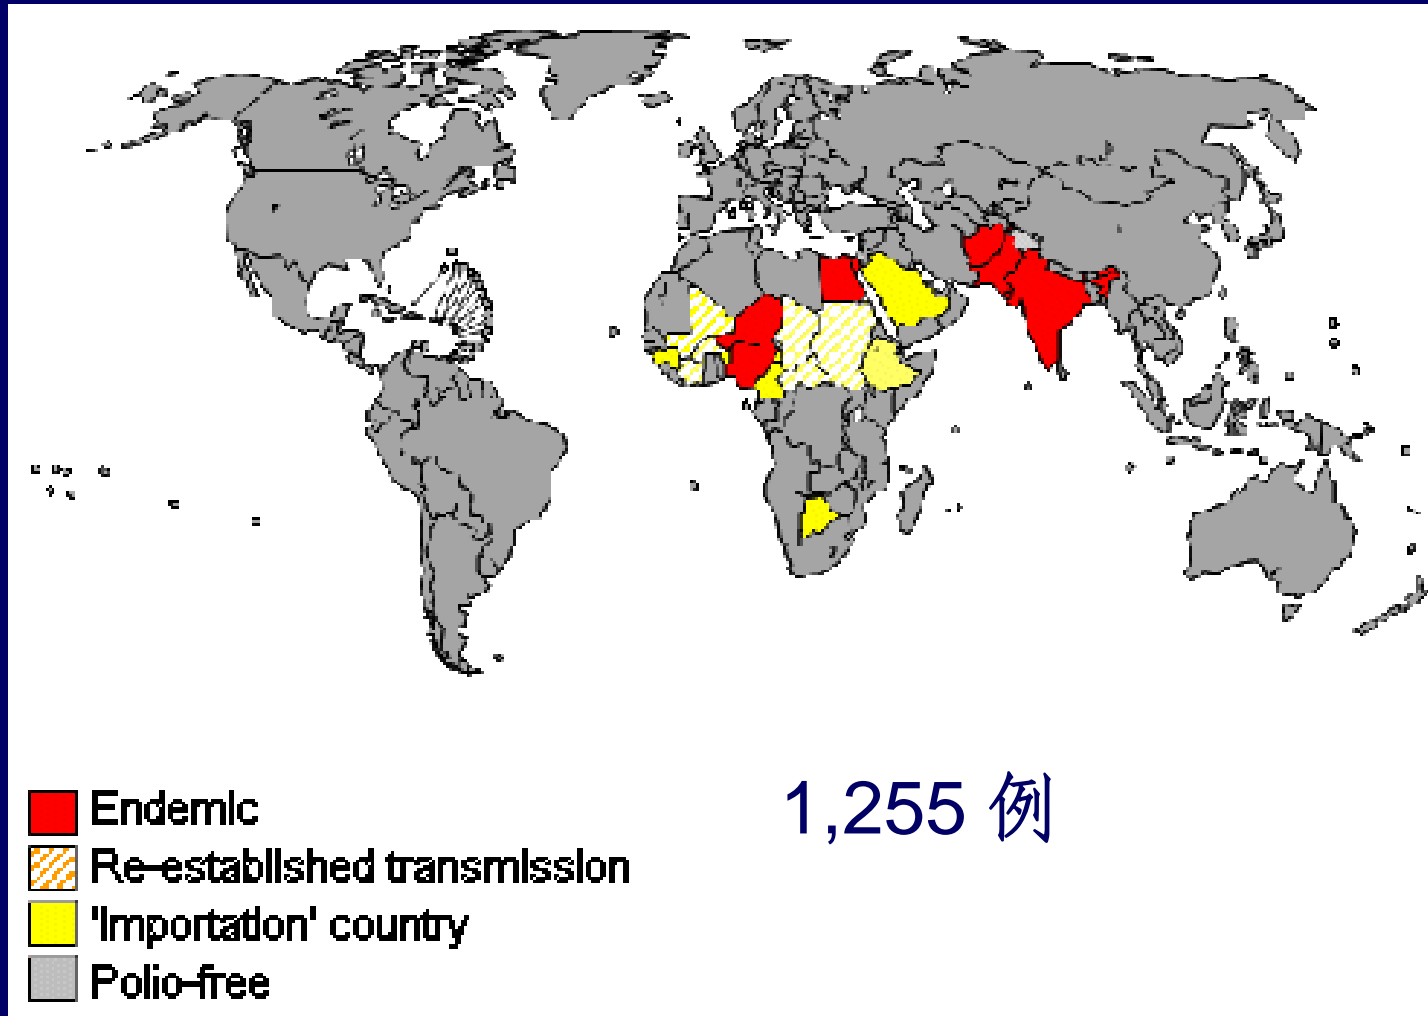 1,255 例
Endemic
Re-established transmission
'Importation' country
Polio-free